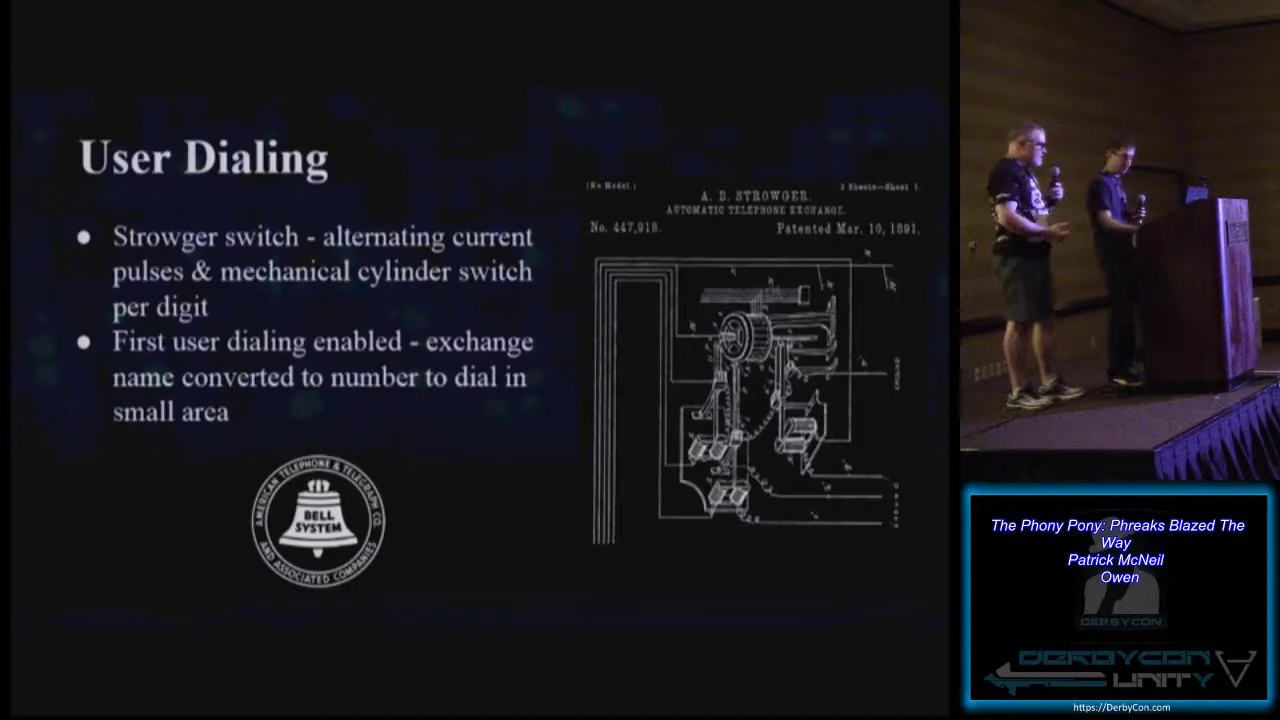 User Dialing
● Strowger switch - alternating current
pulses & mechanical cylinder switch
per digit
● First user dialing enabled - exchange
name converted to number to dial in
small area
AMERICAN TELEPHONE & TELEGRAPH CO.
BELL
SYSTEM
AND ASSOCIATED COMPANIES
(No Model.)
3 Sheets—Sheet 1.
A. B. STROWGER.
AUTOMATIC TELEPHONE EXCHANGE.
No. 447,918.
Patented Mar. 10, 1891.
The Phony Pony: Phreaks Blazed The
Way
Patrick McNeil
Owen
DERBYCON
DERBYCON
UNITY
https://DerbyCon.com